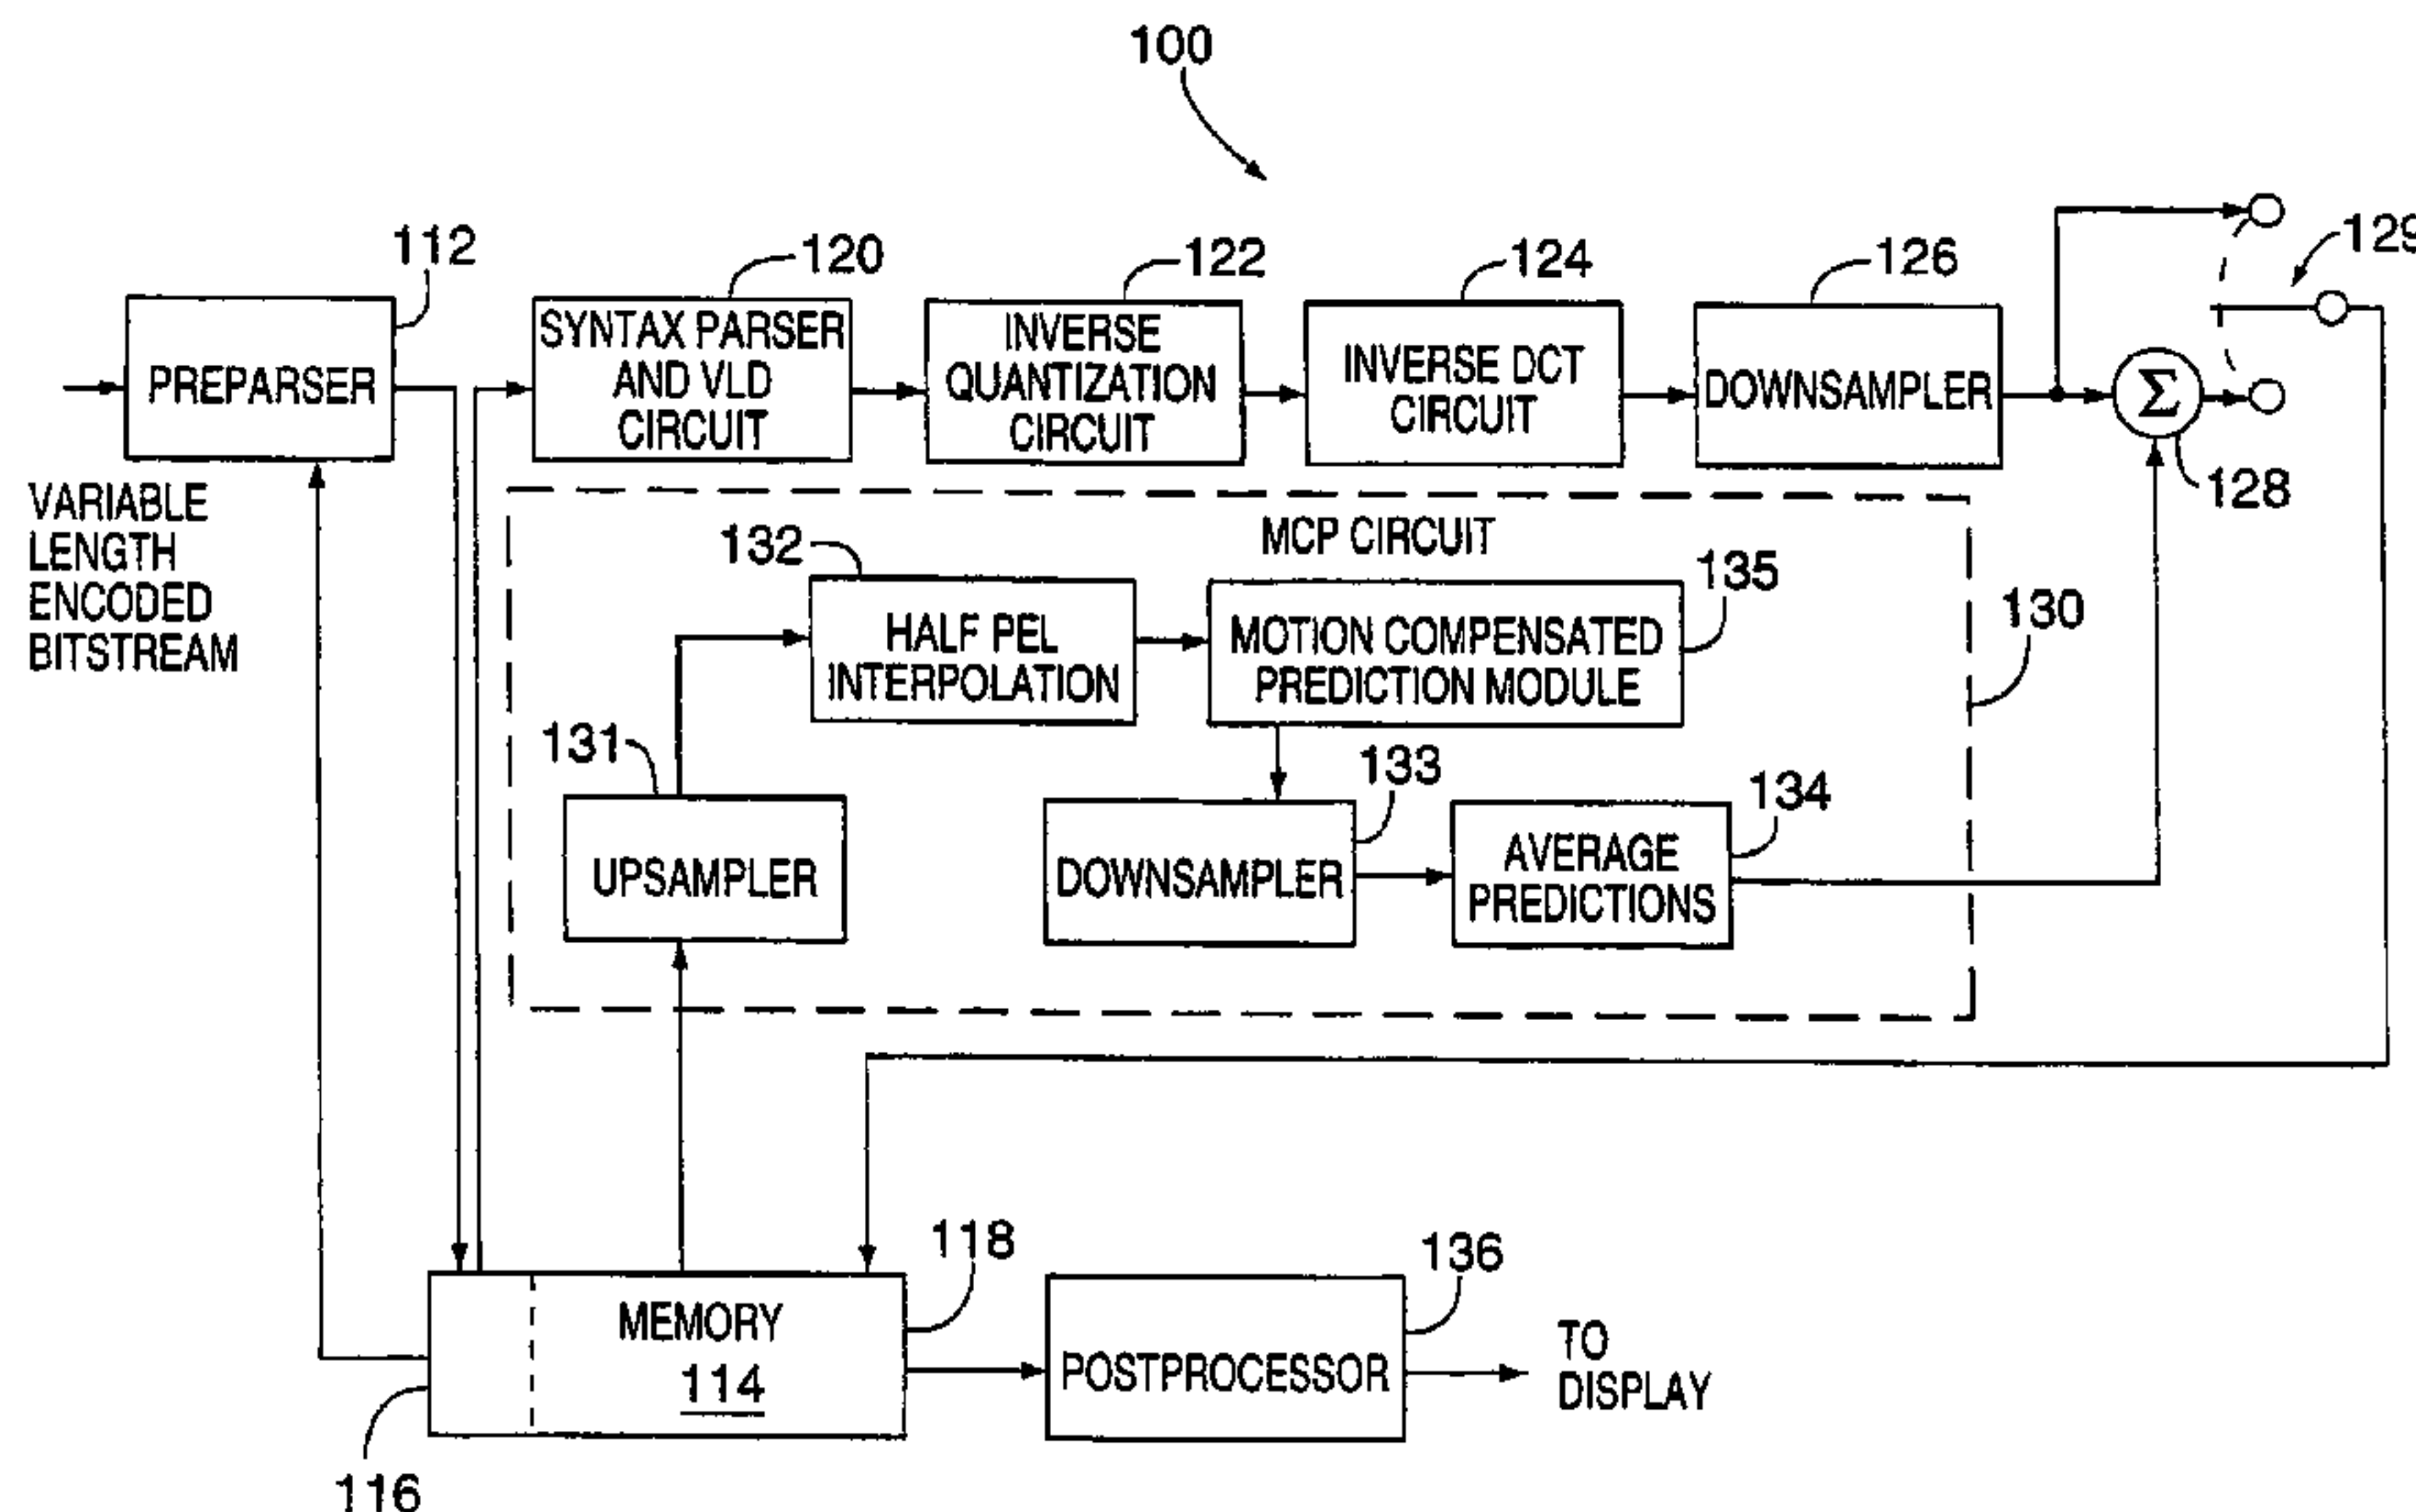 100
112
120
122
124
126
129
PREPARSER
SYNTAX PARSER
AND VLD
CIRCUIT
INVERSE
QUANTIZATION
CIRCUIT
INVERSE DCT
CIRCUIT
DOWNSAMPLER
Σ
128
VARIABLE
LENGTH
ENCODED
BITSTREAM
MCP CIRCUIT
132
135
130
HALF PEL
INTERPOLATION
MOTION COMPENSATED
PREDICTION MODULE
131
133
134
UPSAMPLER
DOWNSAMPLER
AVERAGE
PREDICTIONS
118
136
MEMORY
114
POSTPROCESSOR
TO
DISPLAY
116